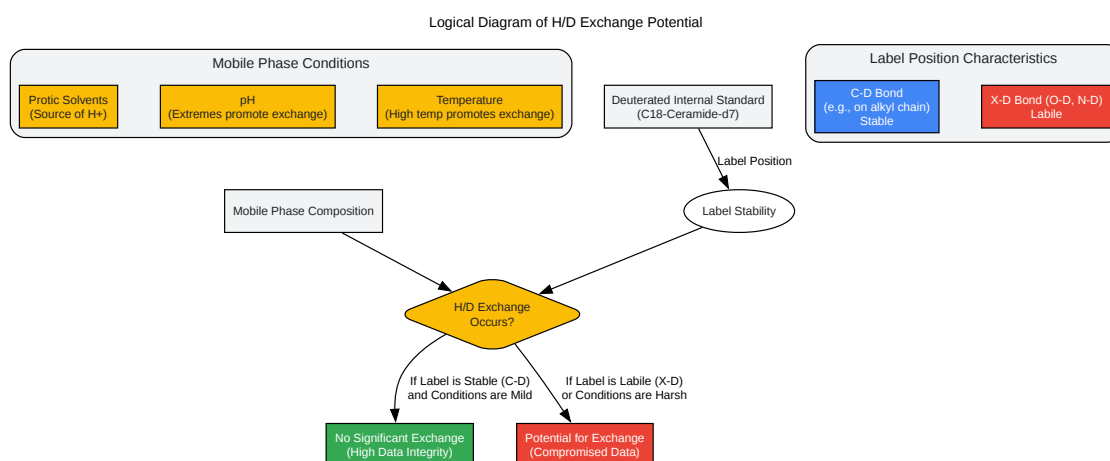 Logical Diagram of H/D Exchange Potential
Mobile Phase Conditions
Protic Solvents
(Source of H+)
pH
(Extremes promote exchange)
Temperature
(High temp promotes exchange)
Deuterated Internal Standard
(C18-Ceramide-d7)
Label Position Characteristics
C-D Bond
(e.g., on alkyl chain)
Stable
X-D Bond (O-D, N-D)
Labile
Label Position
Mobile Phase Composition
Label Stability
H/D Exchange
Occurs?
If Label is Stable (C-D)
and Conditions are Mild
If Label is Labile (X-D)
or Conditions are Harsh
No Significant Exchange
(High Data Integrity)
Potential for Exchange
(Compromised Data)